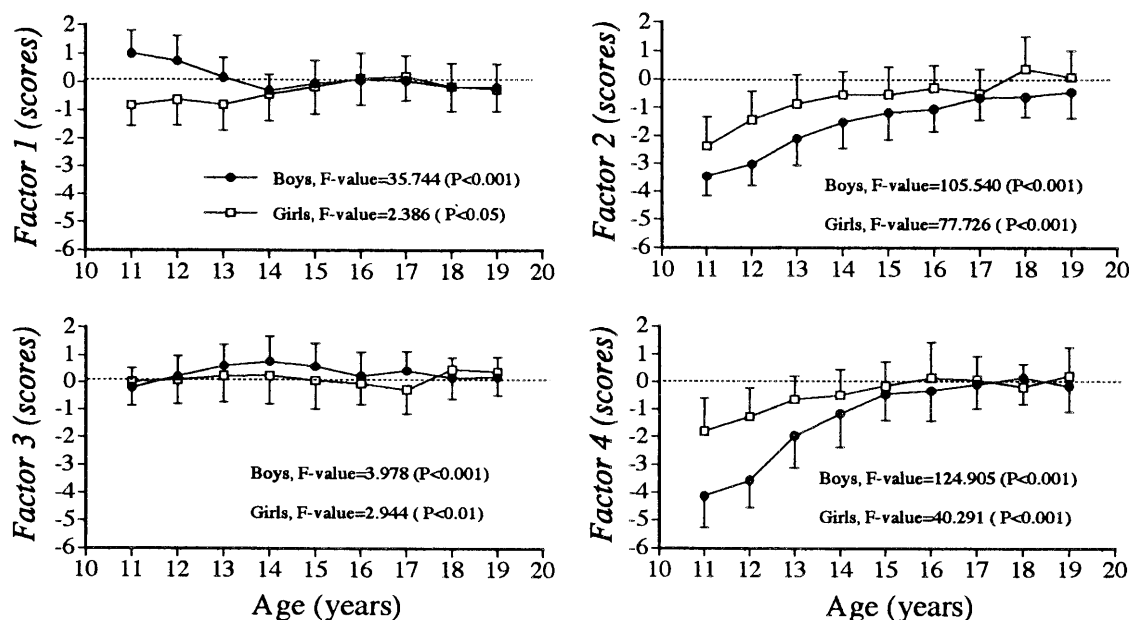 Factor 1 (scores)
2
1
0
-1
-2
-3
-4
-5
-6
Boys, F-value=35.744 (P<0.001)
Girls, F-value=2.386 ( P<0.05)
10 11 12 13 14 15 16 17 18 19 20
Factor 2 (scores)
2
1
0
-1
-2
-3
-4
-5
-6
Boys, F-value=105.540 (P<0.001)
Girls, F-value=77.726 ( P<0.001)
10 11 12 13 14 15 16 17 18 19 20
Factor 3 (scores)
2
1
0
-1
-2
-3
-4
-5
-6
Boys, F-value=3.978 (P<0.001)
Girls, F-value=2.944 ( P<0.01)
10 11 12 13 14 15 16 17 18 19 20
Age (years)
Factor 4 (scores)
2
1
0
-1
-2
-3
-4
-5
-6
Boys, F-value=124.905 (P<0.001)
Girls, F-value=40.291 ( P<0.001)
10 11 12 13 14 15 16 17 18 19 20
Age (years)